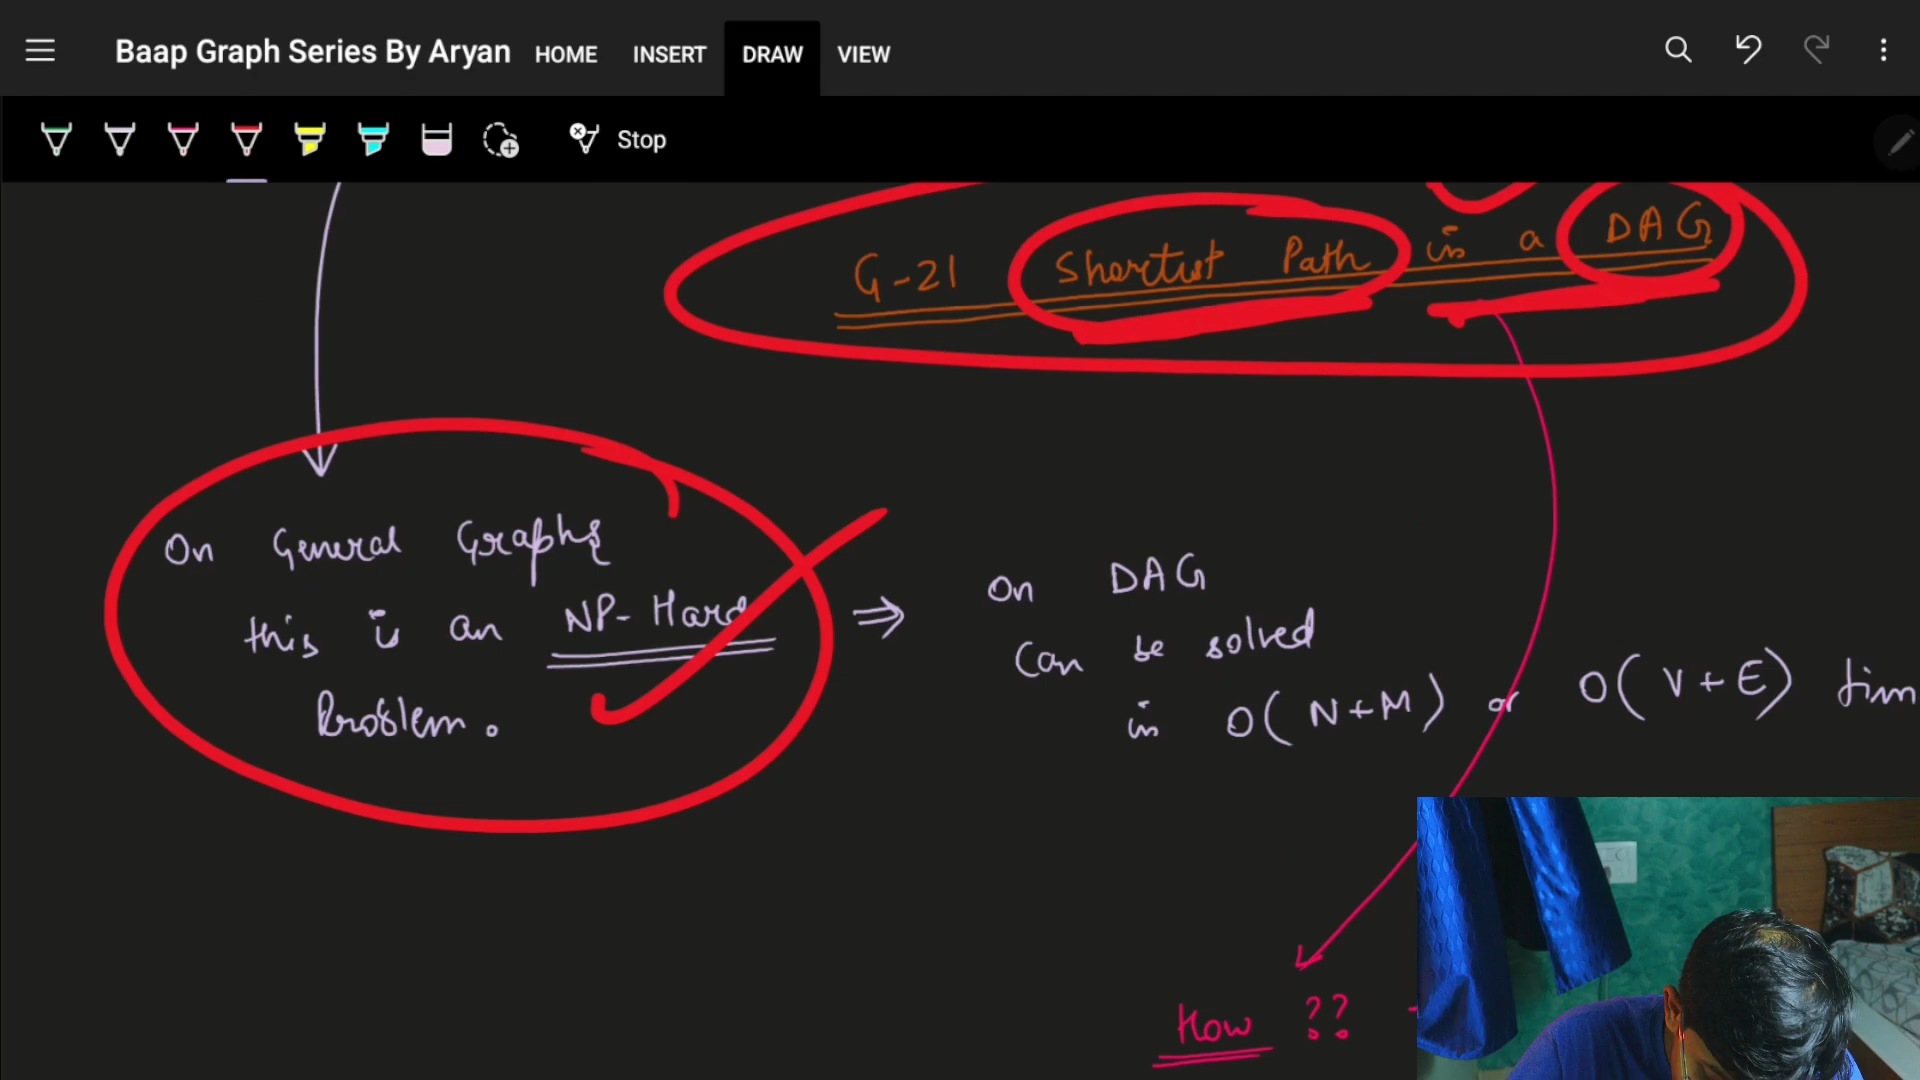 Baap Graph Series By Aryan HOME INSERT DRAW VIEW
Stop
G-21 Shortest Path in a DAG
On General Graphs
this is an NP-Hard
Problem.
⇒
On DAG
Can be solved
in O(N+M) or O(V+E) tim
How ??